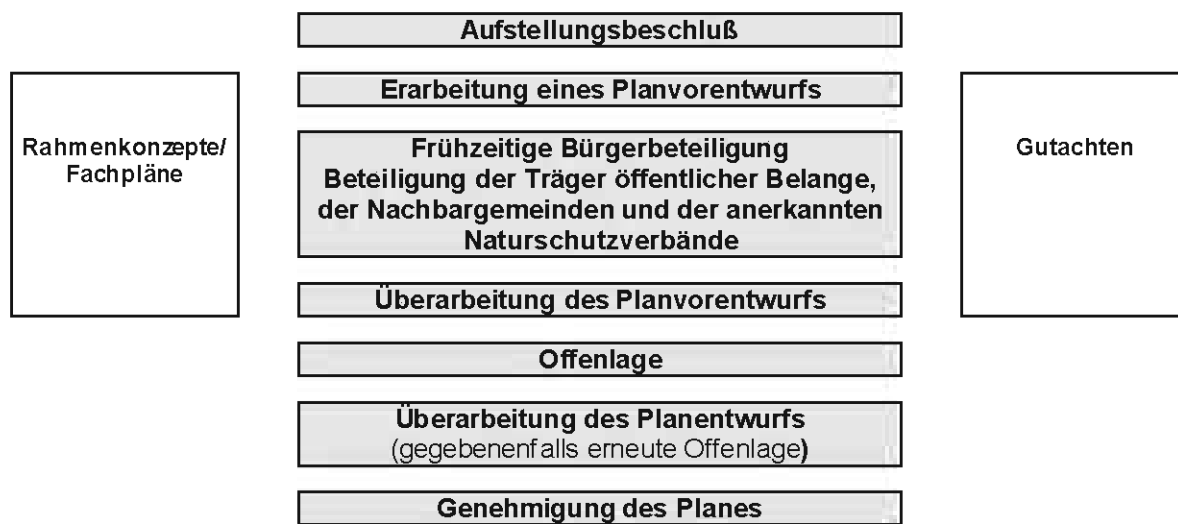 Aufstellungsbeschluß
Erarbeitung eines Planvorentwurfs
Rahmenkonzepte/
Fachpläne
Frühzeitige Bürgerbeteiligung
Beteiligung der Träger öffentlicher Belange,
der Nachbargemeinden und der anerkannten
Naturschutzverbände
Gutachten
Überarbeitung des Planvorentwurfs
Offenlage
Überarbeitung des Planentwurfs
(gegebenenfalls erneute Offenlage)
Genehmigung des Planes